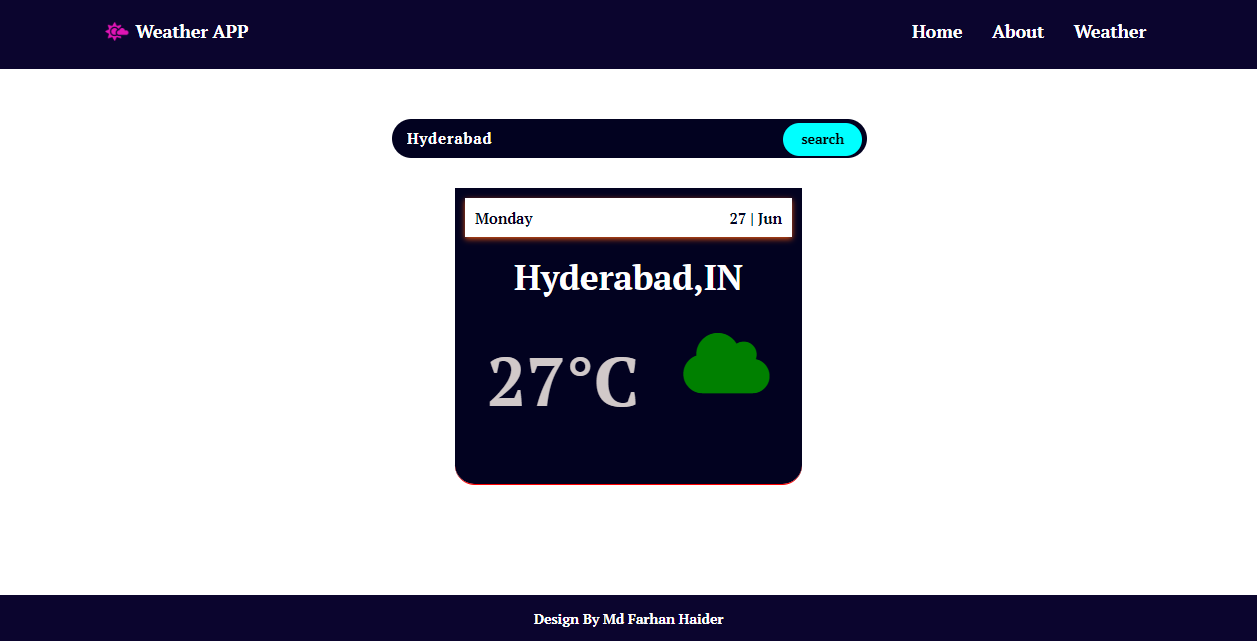 Weather APP Home About Weather
Hyderabad search
Monday 27 | Jun
Hyderabad,IN
27°C
Design By Md Farhan Haider